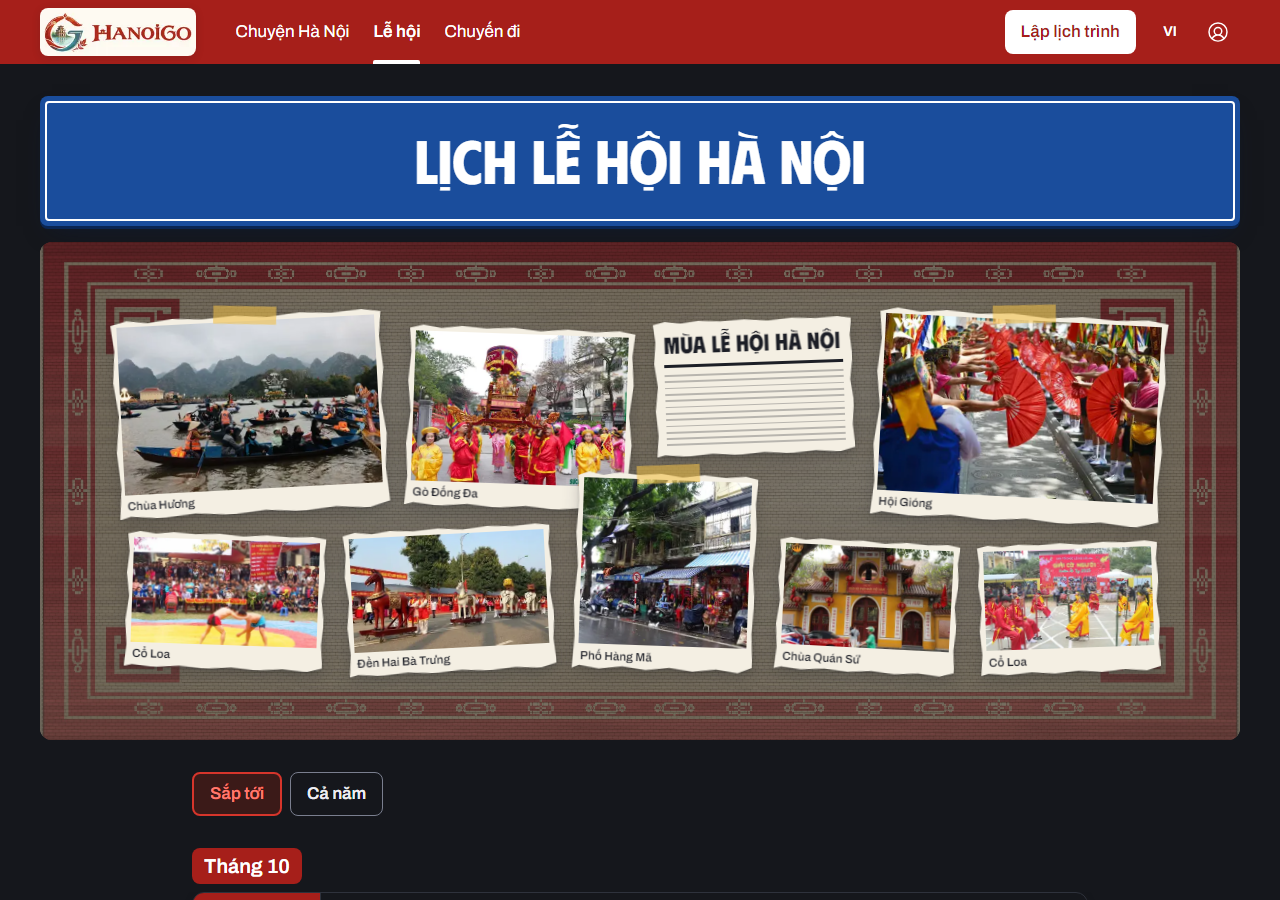 HANOIGO
Chuyện Hà Nội
Lễ hội
Chuyến đi
Lập lịch trình
VI
LỊCH LỄ HỘI HÀ NỘI
MÙA LỄ HỘI HÀ NỘI
Chùa Hương
Gò Đống Đa
Hội Gióng
Cổ Loa
Đền Hai Bà Trưng
Phố Hàng Mã
Chùa Quán Sứ
Cổ Loa
Sắp tới
Cả năm
Tháng 10